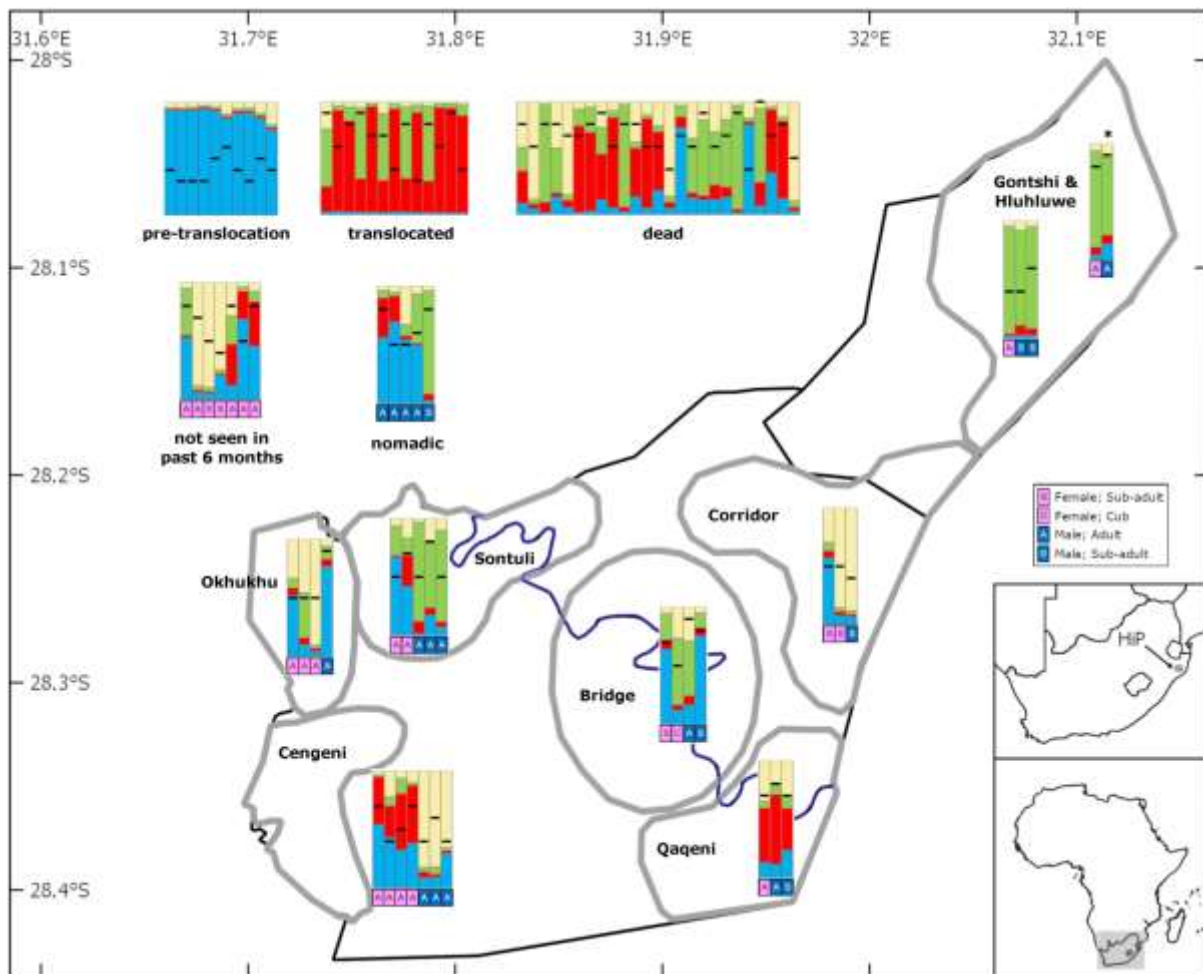 31.6°E 31.7°E 31.8°E 31.9°E 32°E 32.1°E
28°S
28.1°S
28.2°S
28.3°S
28.4°S
pre-translocation
translocated
dead
*
Gontshi &
Hluhluwe
A A
not seen in
past 6 months
A A A A S
nomadic
Corridor
Female; Sub-adult
Female; Cub
A Male; Adult
S Male; Sub-adult
Sontuli
Okhukhu
A A A A A
A A A A
HiP
Bridge
Cengeni
Qaqeni
A A A A A A A